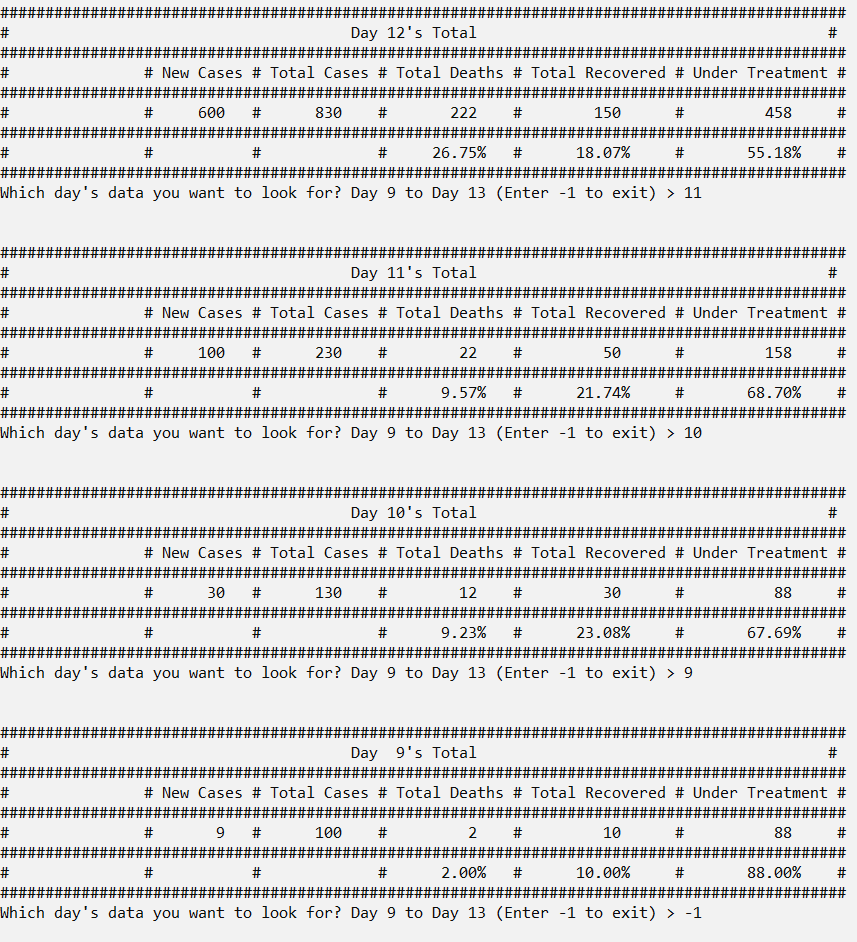 ##############################################################################################
#                                      Day 12's Total                                       #
##############################################################################################
#               # New Cases # Total Cases # Total Deaths # Total Recovered # Under Treatment #
##############################################################################################
#               #     600   #      830    #       222    #        150      #         458     #
##############################################################################################
#               #           #             #     26.75%   #      18.07%     #       55.18%    #
##############################################################################################
Which day's data you want to look for? Day 9 to Day 13 (Enter -1 to exit) > 11
##############################################################################################
#                                      Day 11's Total                                       #
##############################################################################################
#               # New Cases # Total Cases # Total Deaths # Total Recovered # Under Treatment #
##############################################################################################
#               #     100   #      230    #        22    #         50      #         158     #
##############################################################################################
#               #           #             #      9.57%   #      21.74%     #       68.70%    #
##############################################################################################
Which day's data you want to look for? Day 9 to Day 13 (Enter -1 to exit) > 10
##############################################################################################
#                                      Day 10's Total                                       #
##############################################################################################
#               # New Cases # Total Cases # Total Deaths # Total Recovered # Under Treatment #
##############################################################################################
#               #      30   #      130    #        12    #         30      #          88     #
##############################################################################################
#               #           #             #      9.23%   #      23.08%     #       67.69%    #
##############################################################################################
Which day's data you want to look for? Day 9 to Day 13 (Enter -1 to exit) > 9
##############################################################################################
#                                      Day  9's Total                                       #
##############################################################################################
#               # New Cases # Total Cases # Total Deaths # Total Recovered # Under Treatment #
##############################################################################################
#               #       9   #      100    #         2    #         10      #          88     #
##############################################################################################
#               #           #             #      2.00%   #      10.00%     #       88.00%    #
##############################################################################################
Which day's data you want to look for? Day 9 to Day 13 (Enter -1 to exit) > -1